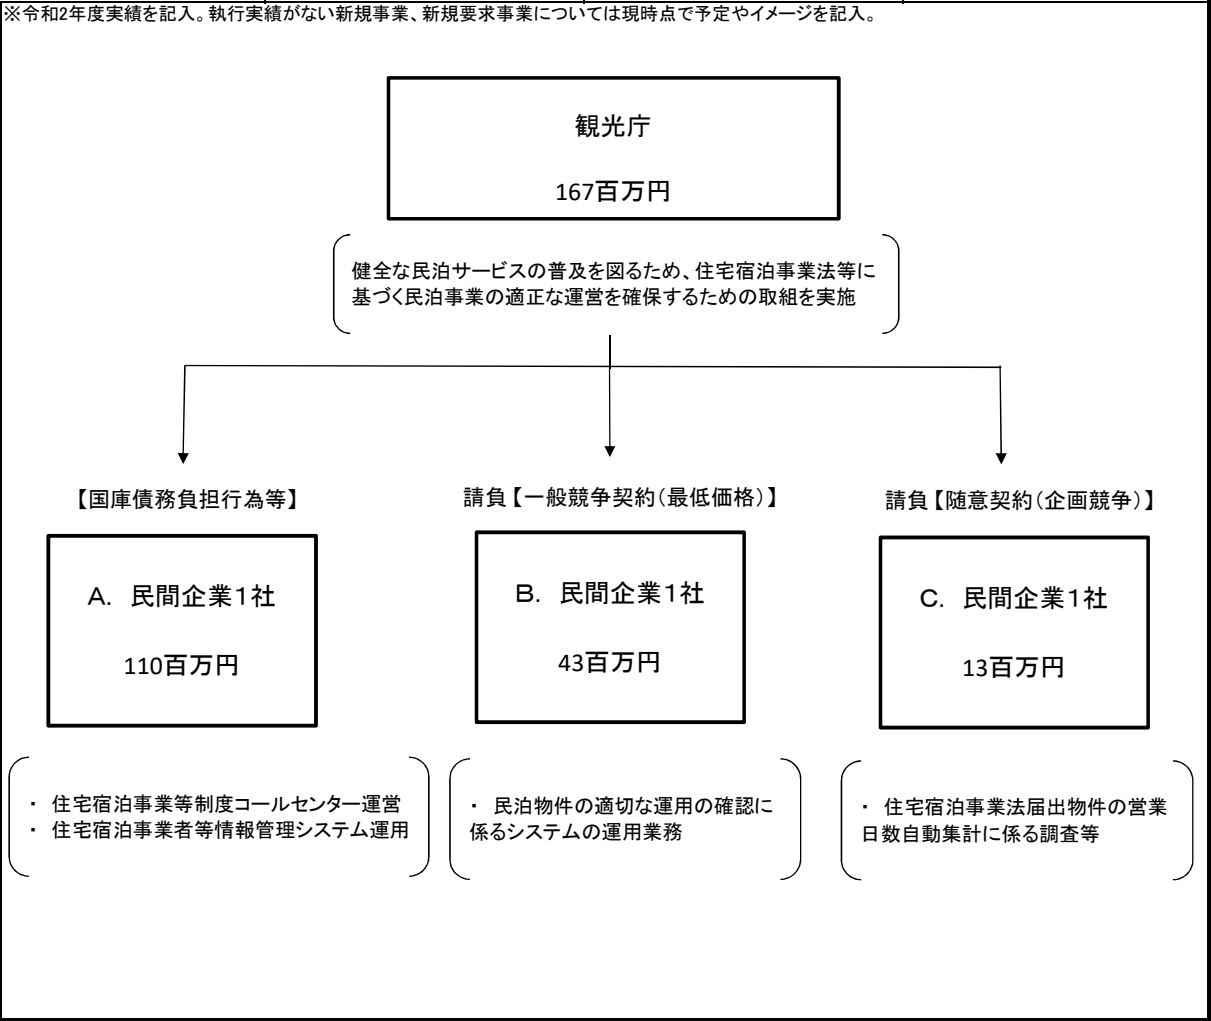 ※令和2年度実績を記入。執行実績がない新規事業、新規要求事業については現時点で予定やイメージを記入。
観光庁
167百万円
健全な民泊サービスの普及を図るため、住宅宿泊事業法等に
基づく民泊事業の適正な運営を確保するための取組を実施
【国庫債務負担行為等】
請負【一般競争契約（最低価格）】
請負【随意契約（企画競争）】
A. 民間企業１社
110百万円
B. 民間企業１社
43百万円
C. 民間企業１社
13百万円
・ 住宅宿泊事業等制度コールセンター運営
・ 住宅宿泊事業者等情報管理システム運用
・ 民泊物件の適切な運用の確認に
係るシステムの運用業務
・ 住宅宿泊事業法届出物件の営業
日数自動集計に係る調査等